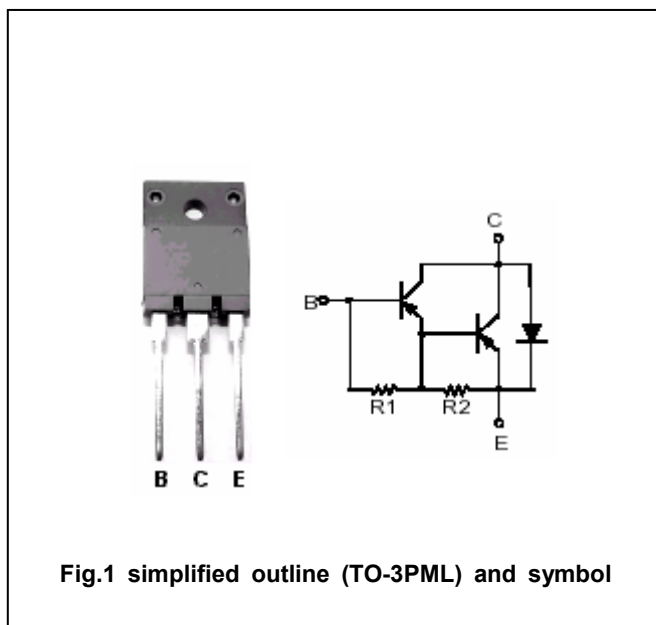 C
B
R1 R2
E
B C E
Fig.1 simplified outline (TO-3PML) and symbol